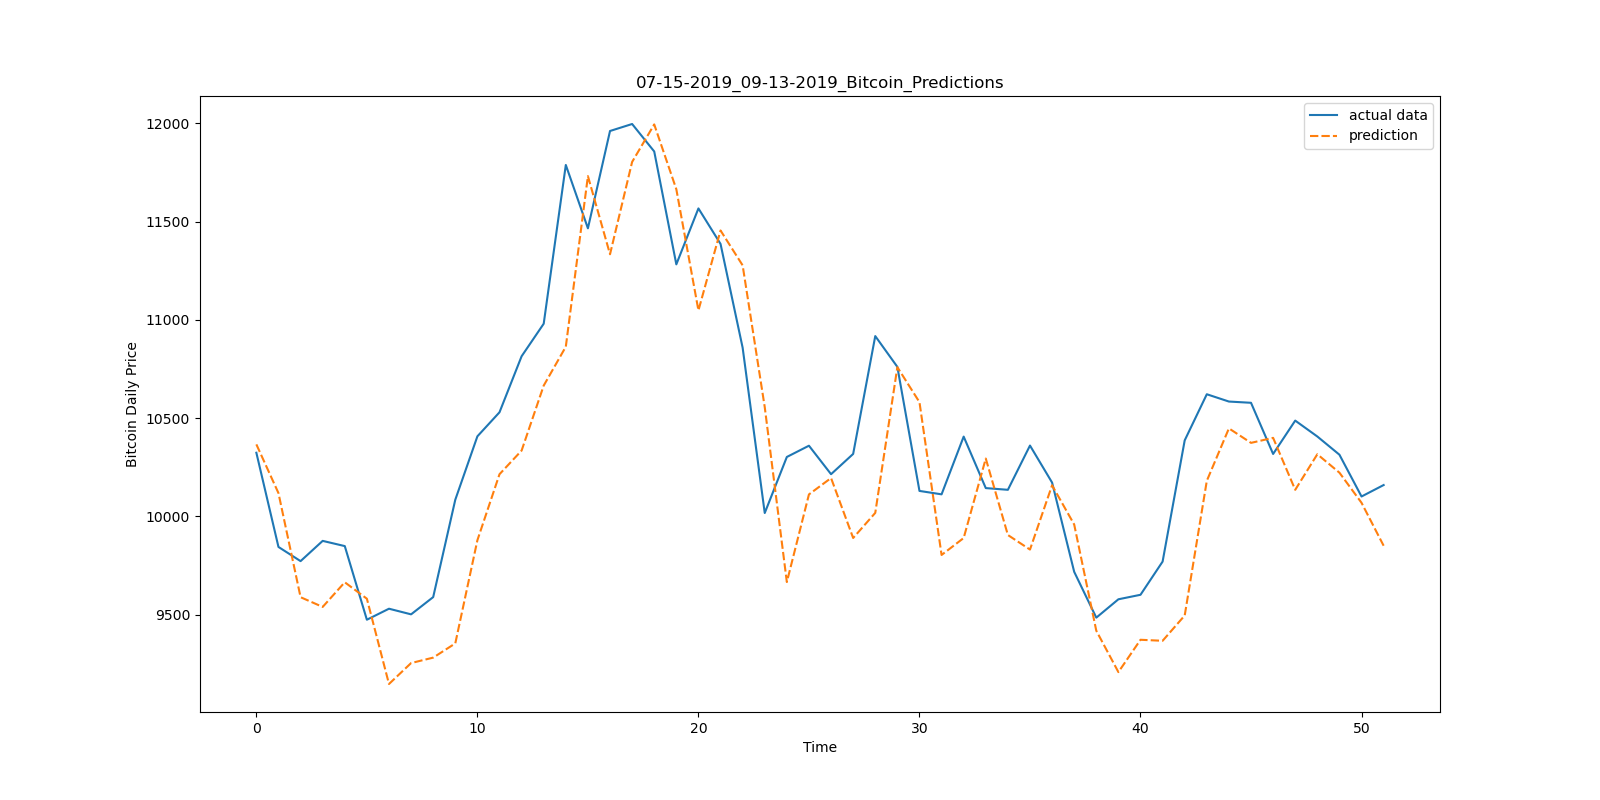 07-15-2019_09-13-2019_Bitcoin_Predictions
actual data
prediction
12000
11500
11000
10500
10000
9500
Bitcoin Daily Price
0 10 20 30 40 50
Time